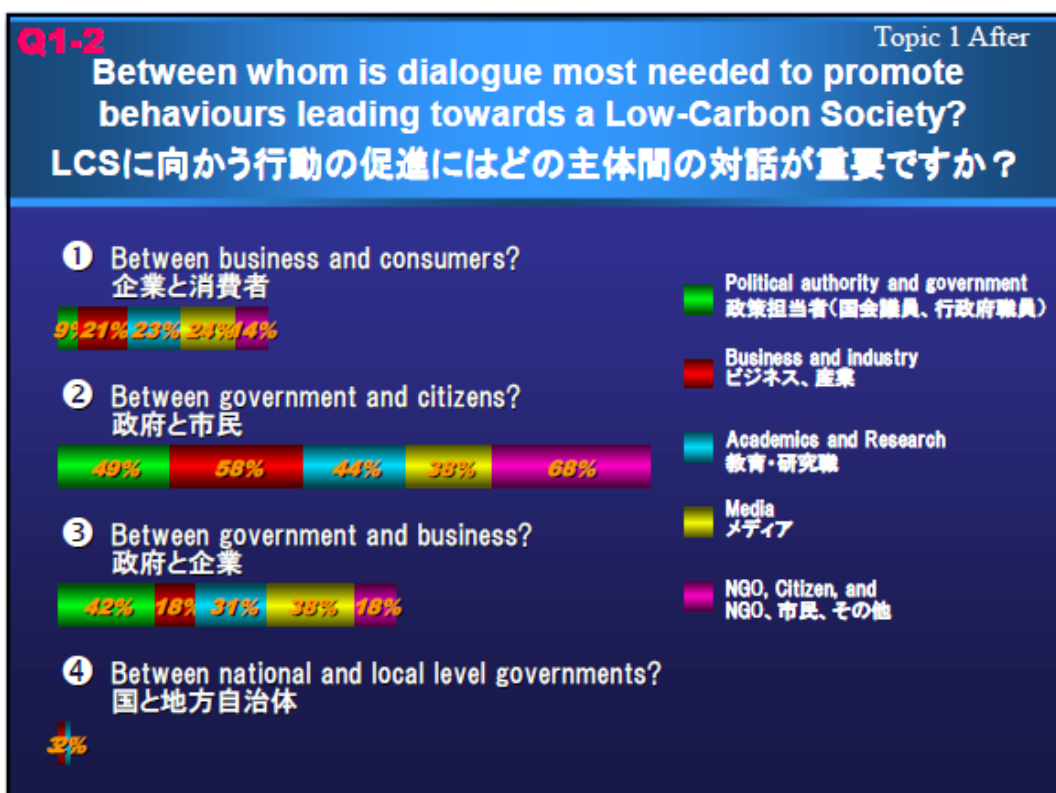 Q1-2
Topic 1 After
Between whom is dialogue most needed to promote
behaviours leading towards a Low-Carbon Society?
LCSに向かう行動の促進にはどの主体間の対話が重要ですか？
❶ Between business and consumers?
企業と消費者
9% 21% 23% 24% 14%
❷ Between government and citizens?
政府と市民
49% 58% 44% 38% 68%
❸ Between government and business?
政府と企業
42% 18% 31% 38% 18%
❹ Between national and local level governments?
国と地方自治体
Political authority and government
政策担当者（国会議員、行政府職員）
Business and industry
ビジネス、産業
Academics and Research
教育・研究職
Media
メディア
NGO, Citizen, and
NGO、市民、その他